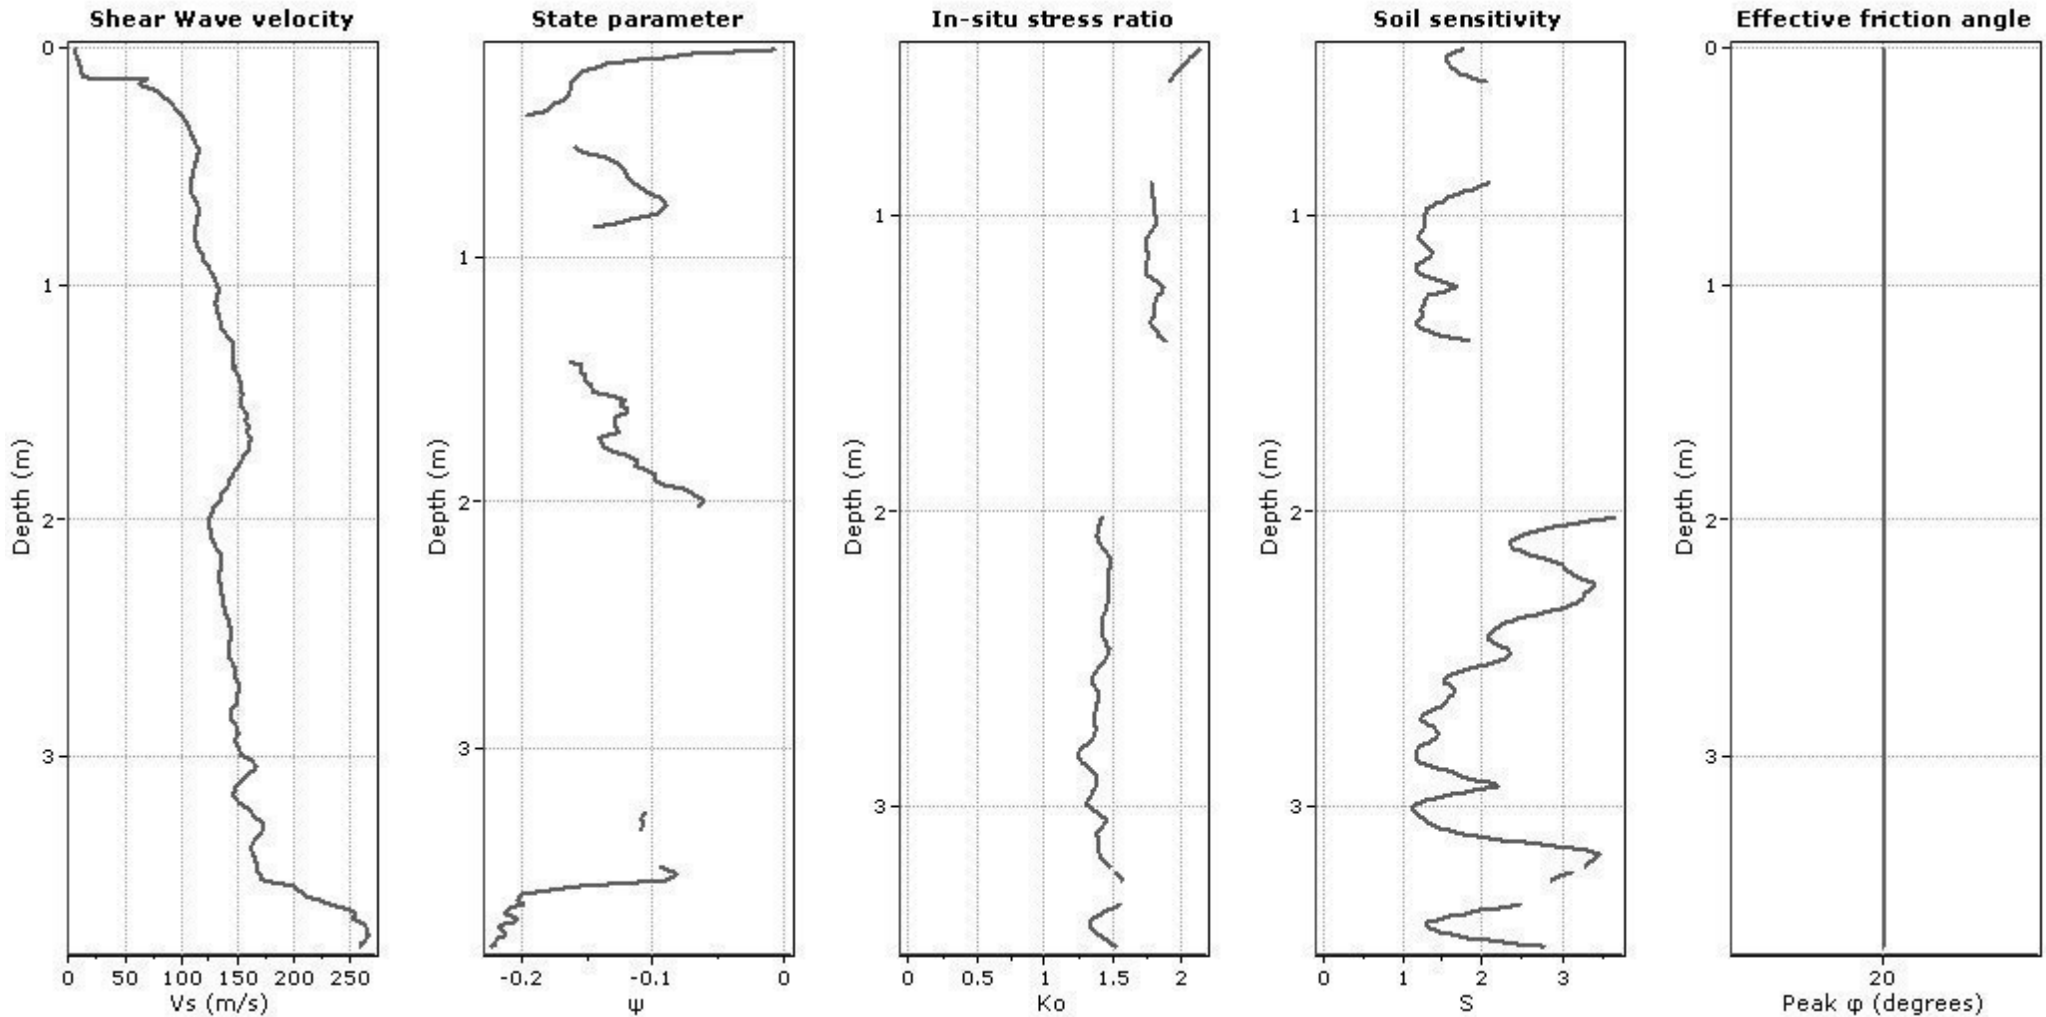 Shear Wave velocity
Depth (m)
0
1
2
3
0 50 100 150 200 250
Vs (m/s)
State parameter
Depth (m)
1
2
3
-0.2 -0.1 0
ψ
In-situ stress ratio
Depth (m)
1
2
3
0 0.5 1 1.5 2
Ko
Soil sensitivity
Depth (m)
1
2
3
0 1 2 3
S
Effective friction angle
Depth (m)
0
1
2
3
20
Peak φ (degrees)